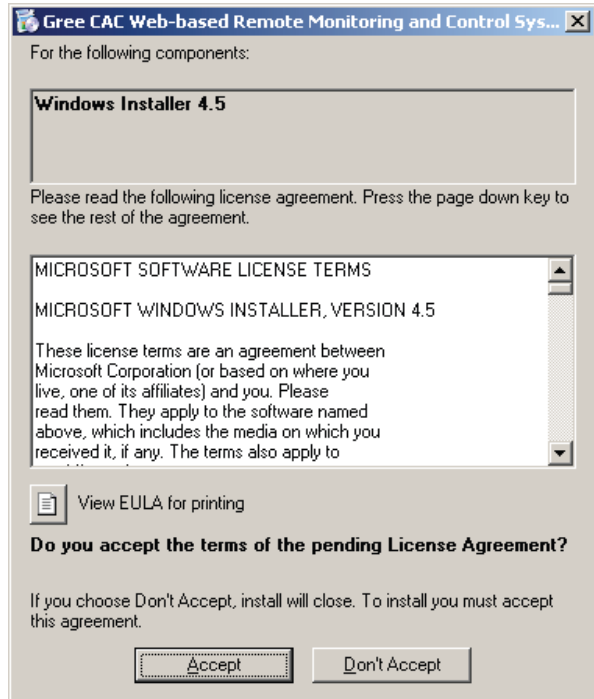 Gree CAC Web-based Remote Monitoring and Control Sys...
For the following components:
Windows Installer 4.5
Please read the following license agreement. Press the page down key to
see the rest of the agreement.
MICROSOFT SOFTWARE LICENSE TERMS
MICROSOFT WINDOWS INSTALLER, VERSION 4.5
These license terms are an agreement between
Microsoft Corporation (or based on where you
live, one of its affiliates) and you. Please
read them. They apply to the software named
above, which includes the media on which you
received it, if any. The terms also apply to
View EULA for printing
Do you accept the terms of the pending License Agreement?
If you choose Don't Accept, install will close. To install you must accept
this agreement.
Accept
Don't Accept